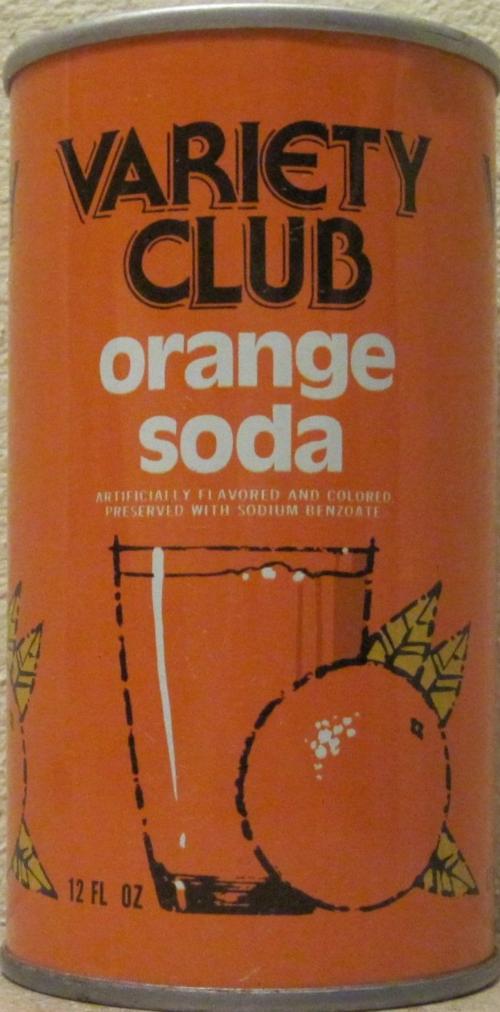 VARIETY
CLUB
orange
soda
ARTIFICIALLY FLAVORED AND COLORED
PRESERVED WITH SODIUM BENZOATE
12 FL OZ